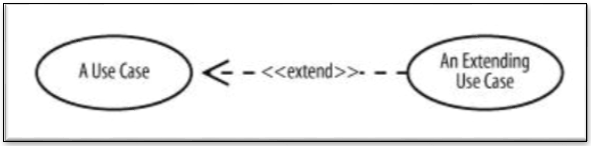 A Use Case
<<extend>>
An Extending
Use Case